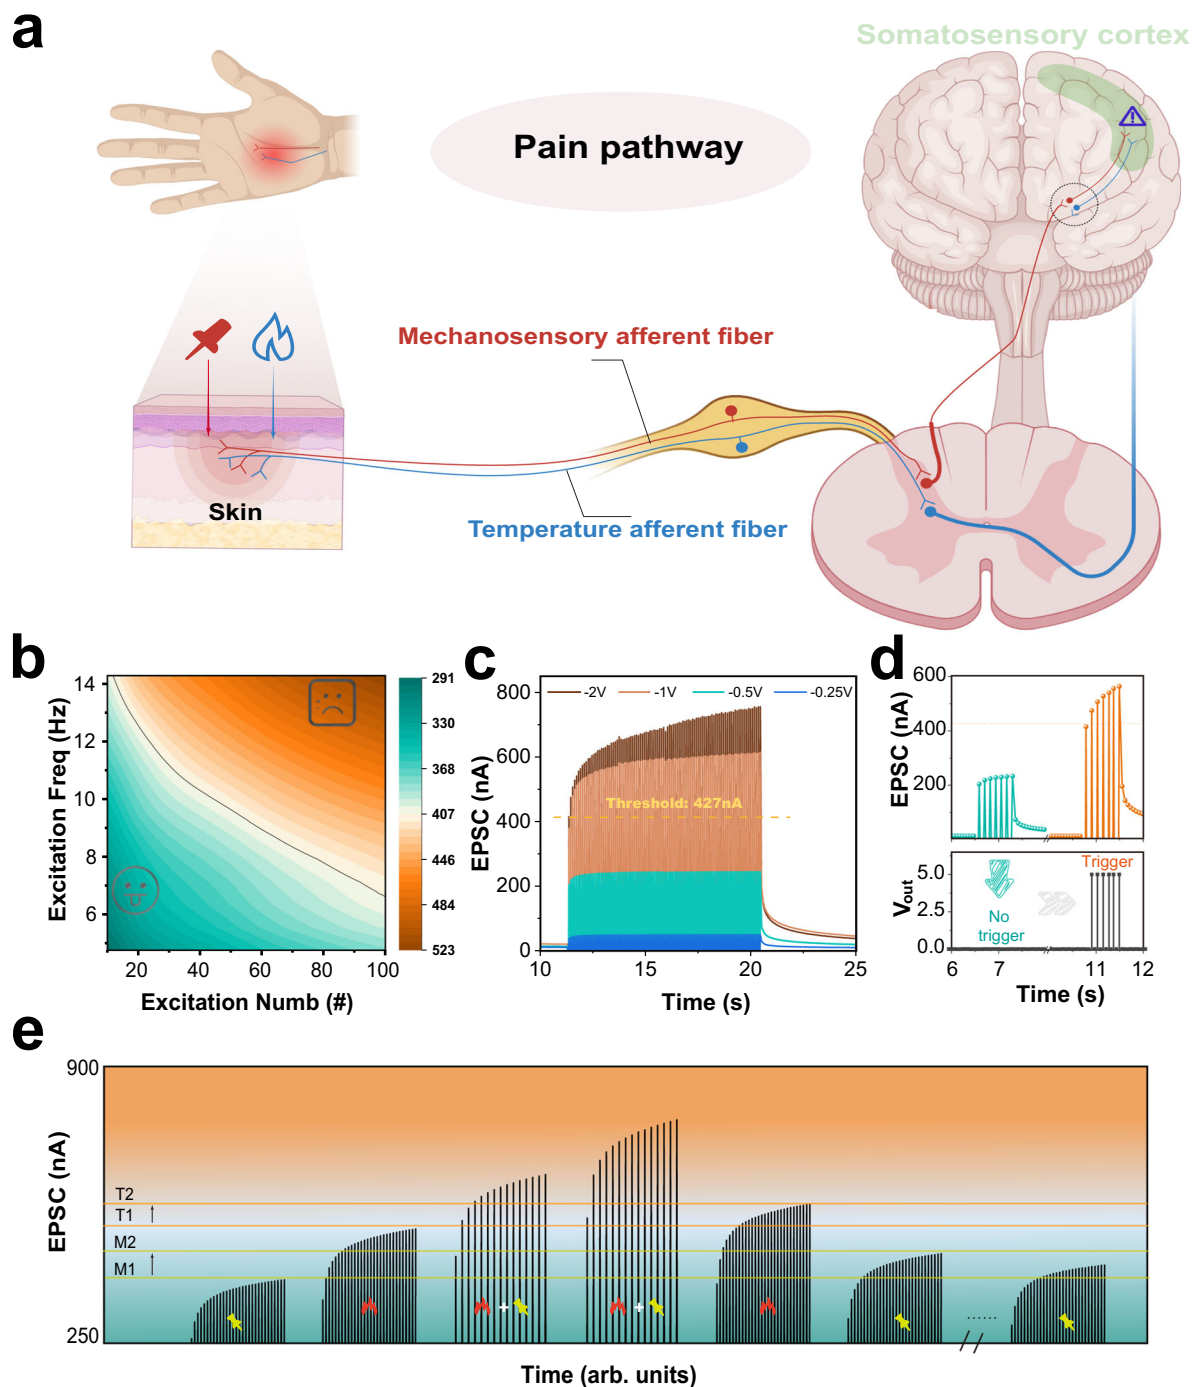 a
Somatosensory cortex
Pain pathway
Mechanosensory afferent fiber
Skin
Temperature afferent fiber
b
14
12
10
8
6
Excitation Freq (Hz)
20
40
60
80
100
Excitation Numb (#)
291
330
368
407
446
484
523
c
800
600
400
200
0
EPSC (nA)
-2V
-1V
-0.5V
-0.25V
Threshold: 427nA
10
15
20
25
Time (s)
d
600
400
200
EPSC (nA)
5.0
2.5
0.0
Vout
No
trigger
Trigger
6
7
11
12
Time (s)
e
900
250
EPSC (nA)
T2
T1
M2
M1
+
+
......
//
Time (arb. units)